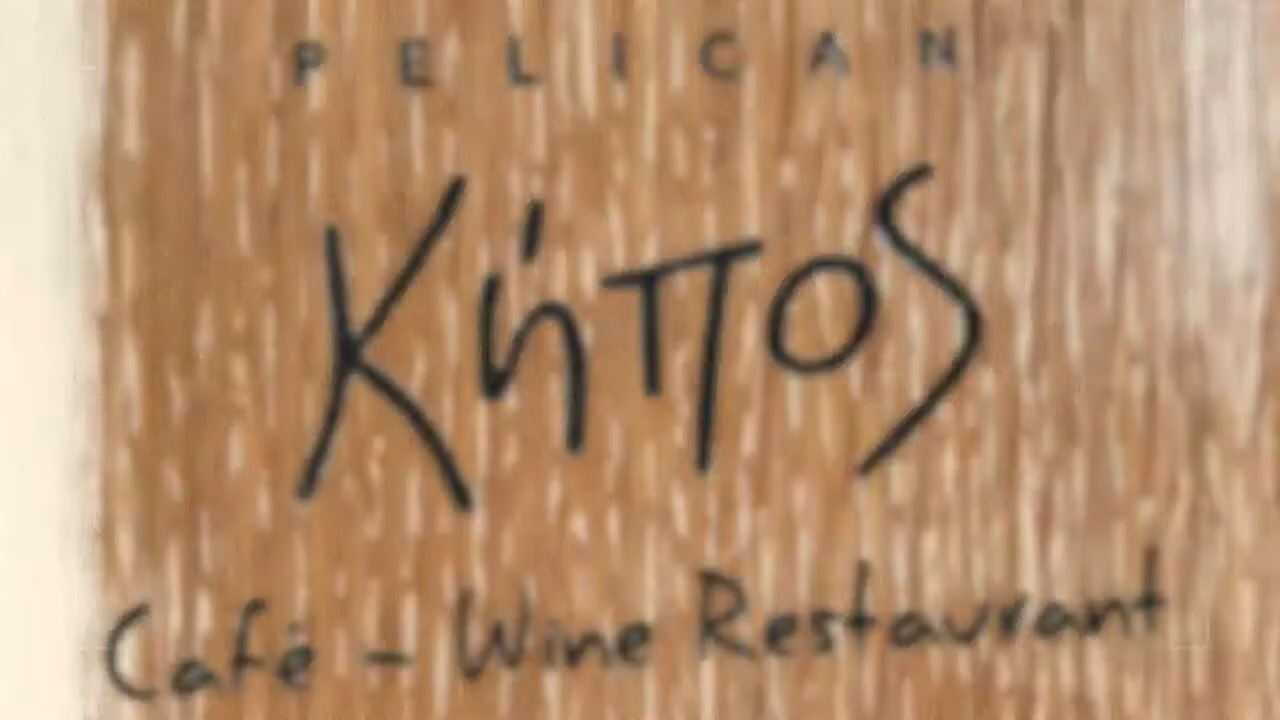 PELICAN
Κήπος
Café - Wine Restaurant